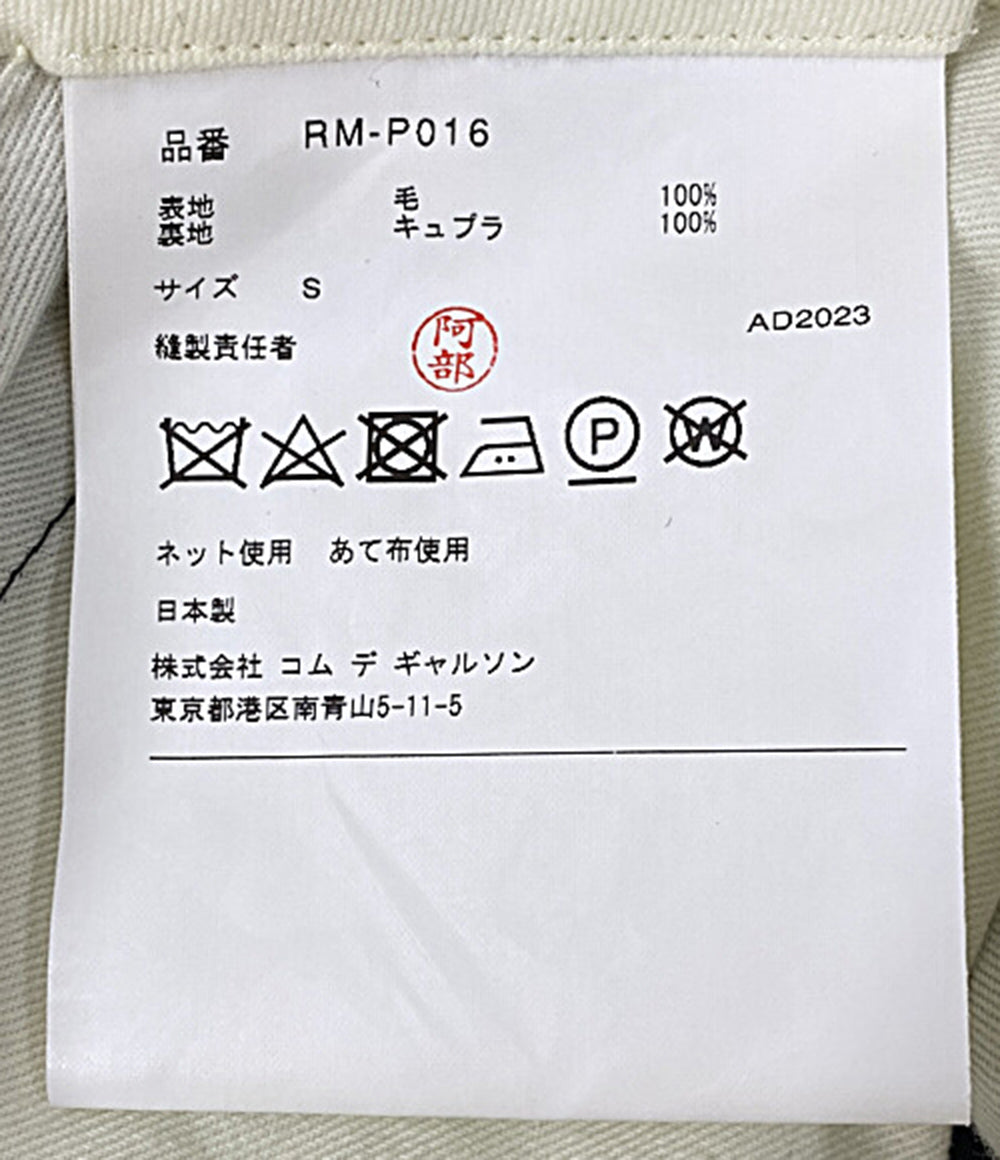 品番 RM-P016
表地 毛 100%
裏地 キュプラ 100%
サイズ S
縫製責任者 阿部 AD2023
P W
ネット使用 あて布使用
日本製
株式会社 コム デ ギャルソン
東京都港区南青山5-11-5